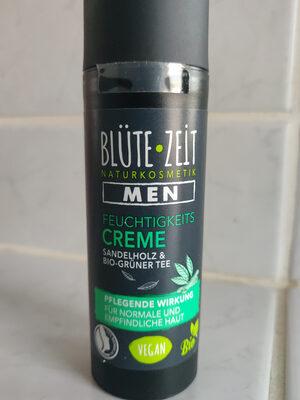 BLÜTE•ZEIT
NATURKOSMETIK
MEN
FEUCHTIGKEITS
CREME
SANDELHOLZ &
BIO-GRÜNER TEE
PFLEGENDE WIRKUNG
FÜR NORMALE UND
EMPFINDLICHE HAUT
VEGAN
Bio